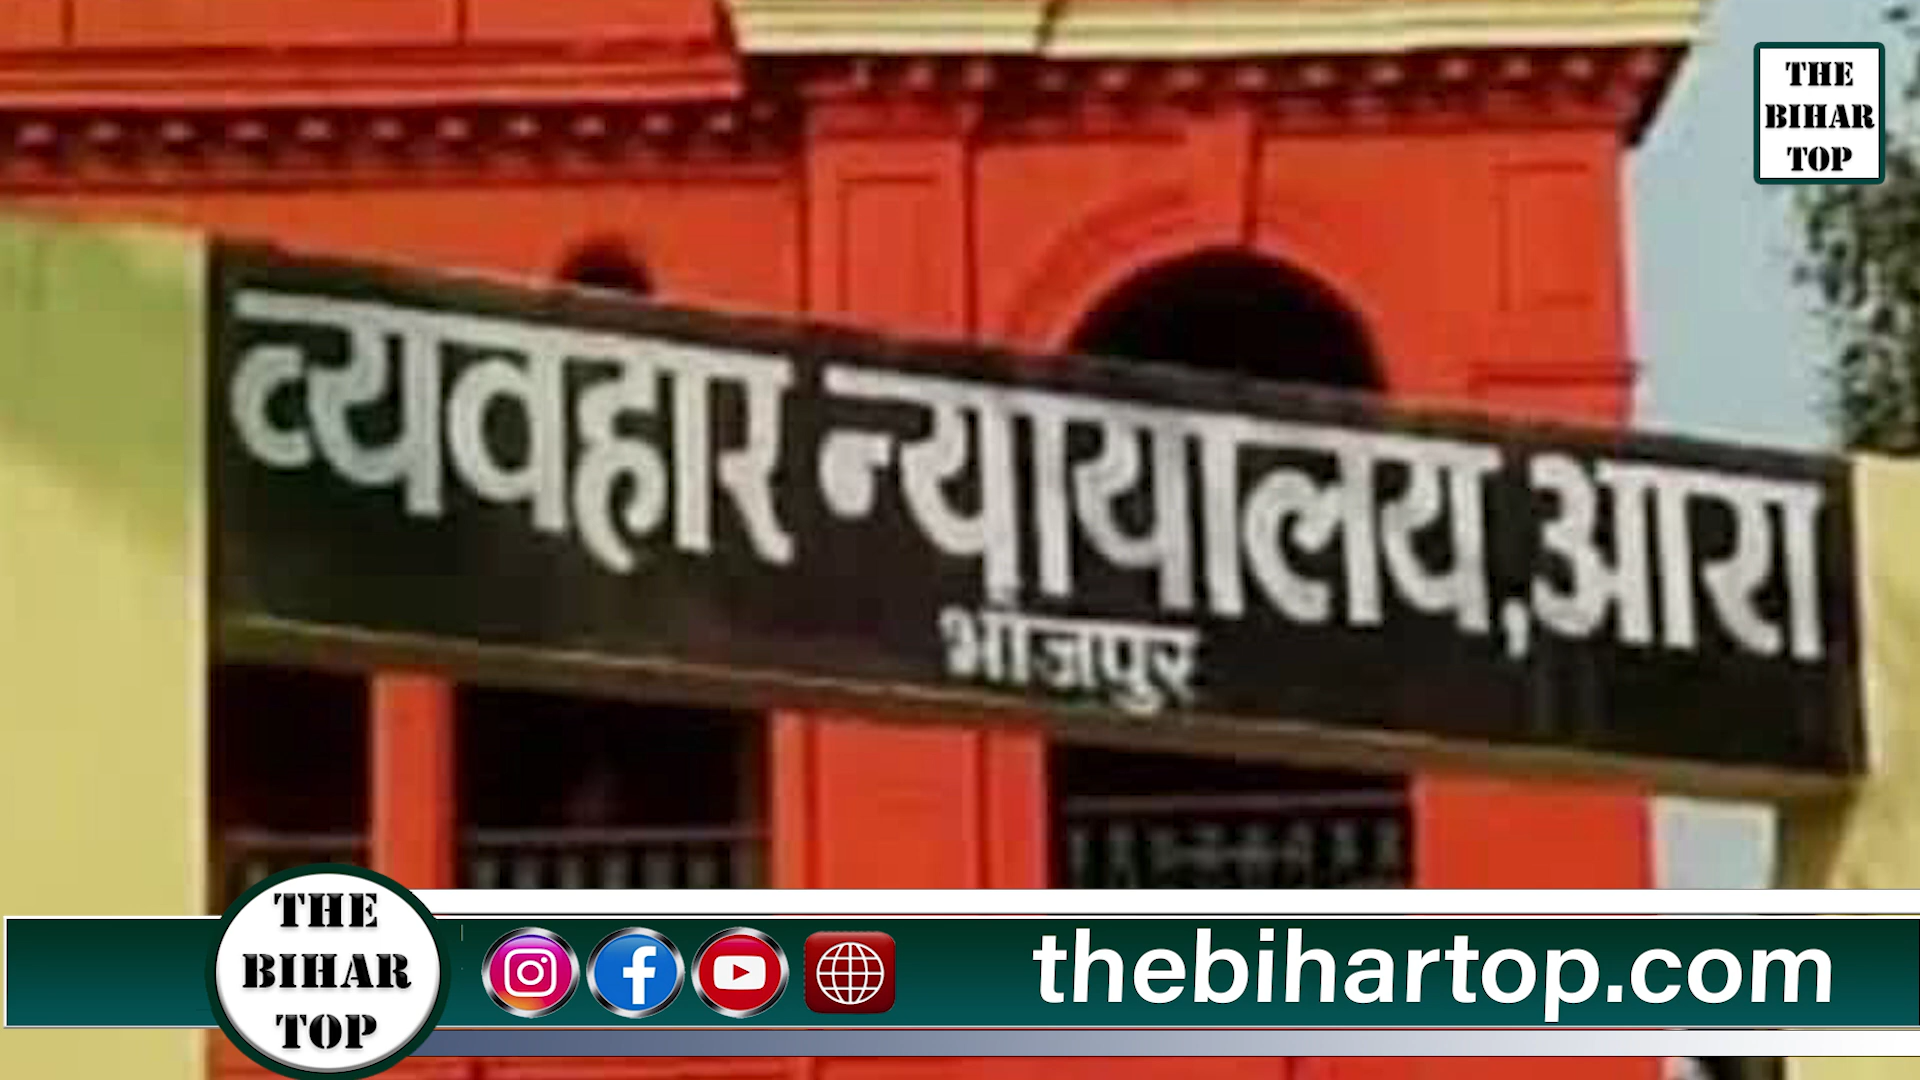 THE
BIHAR
TOP
व्यवहार न्यायालय, आरा
भोजपुर
THE
BIHAR
TOP
thebihartop.com